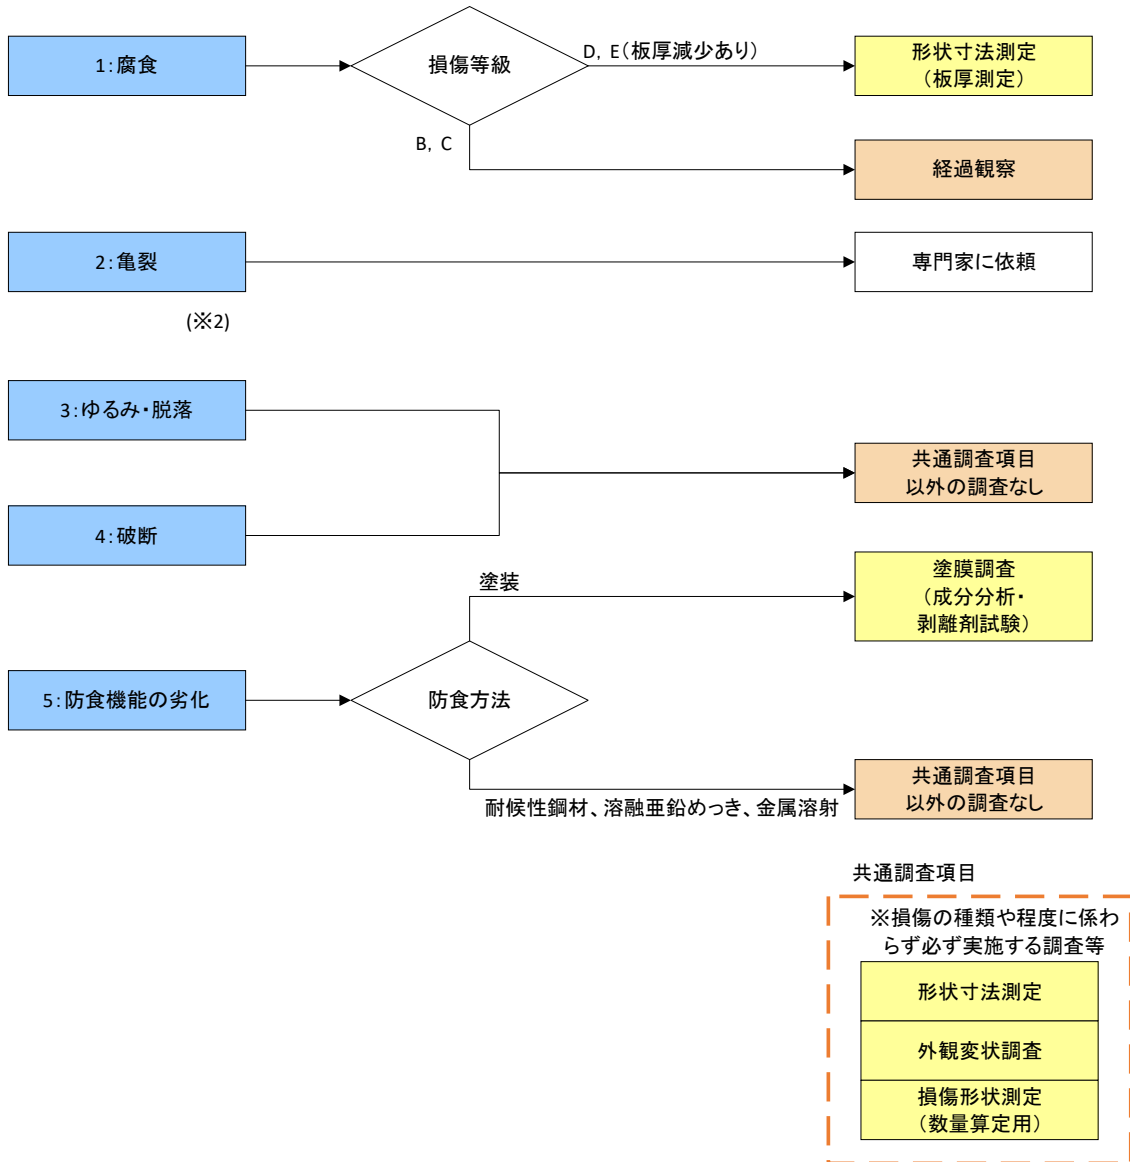 1:腐食
損傷等級
D, E(板厚減少あり)
形状寸法測定
(板厚測定)
B, C
経過観察
2:亀裂
専門家に依頼
(※2)
3:ゆるみ・脱落
共通調査項目
以外の調査なし
4:破断
塗装
塗膜調査
(成分分析・
剥離剤試験)
5:防食機能の劣化
防食方法
共通調査項目
以外の調査なし
耐候性鋼材、溶融亜鉛めっき、金属溶射
共通調査項目
※損傷の種類や程度に係わ
らず必ず実施する調査等
形状寸法測定
外観変状調査
損傷形状測定
(数量算定用)